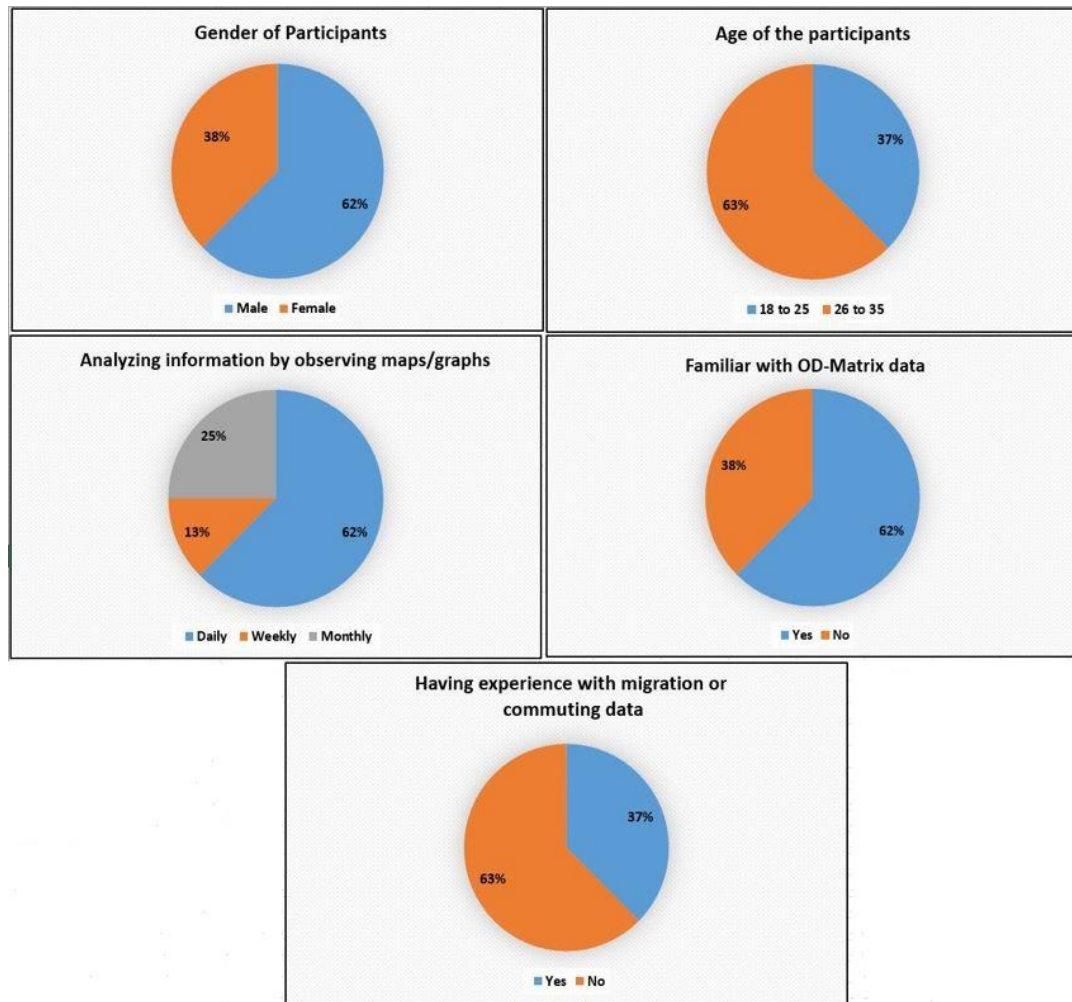 Gender of Participants
38%
62%
Male Female
Age of the participants
37%
63%
18 to 25 26 to 35
Analyzing information by observing maps/graphs
25%
13%
62%
Daily Weekly Monthly
Familiar with OD-Matrix data
38%
62%
Yes No
Having experience with migration or
commuting data
37%
63%
Yes No